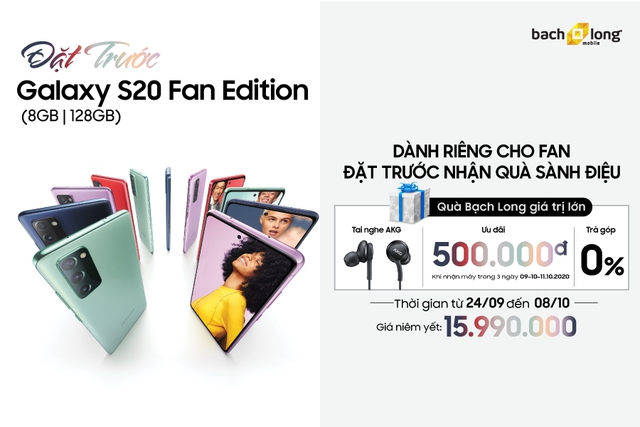 Đặt Trước
Galaxy S20 Fan Edition
(8GB | 128GB)
bach long
mobile
DÀNH RIÊNG CHO FAN
ĐẶT TRƯỚC NHẬN QUÀ SÀNH ĐIỆU
Quà Bạch Long giá trị lớn
Tai nghe AKG
Ưu đãi
500.000đ
Khi nhận máy trong 3 ngày 09-10-11.10.2020
Trả góp
0%
Thời gian từ 24/09 đến 08/10
Giá niêm yết: 15.990.000